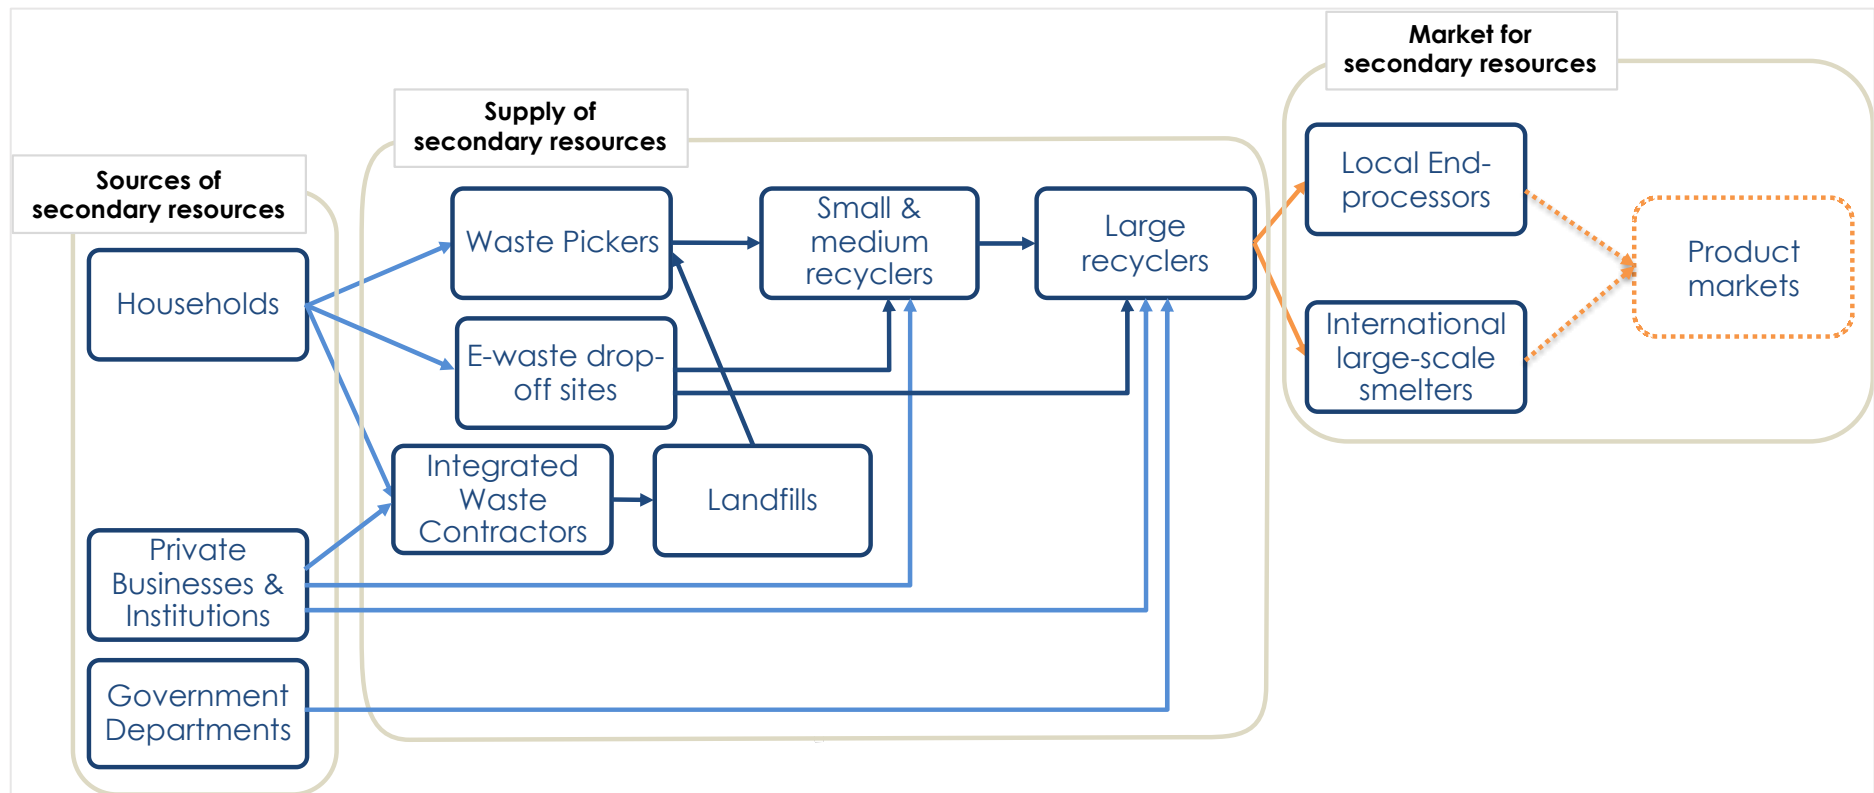 Market for
secondary resources
Supply of
secondary resources
Sources of
secondary resources
Households
Private
Businesses &
Institutions
Government
Departments
Waste Pickers
E-waste drop-
off sites
Integrated
Waste
Contractors
Landfills
Small &
medium
recyclers
Large
recyclers
Local End-
processors
International
large-scale
smelters
Product
markets